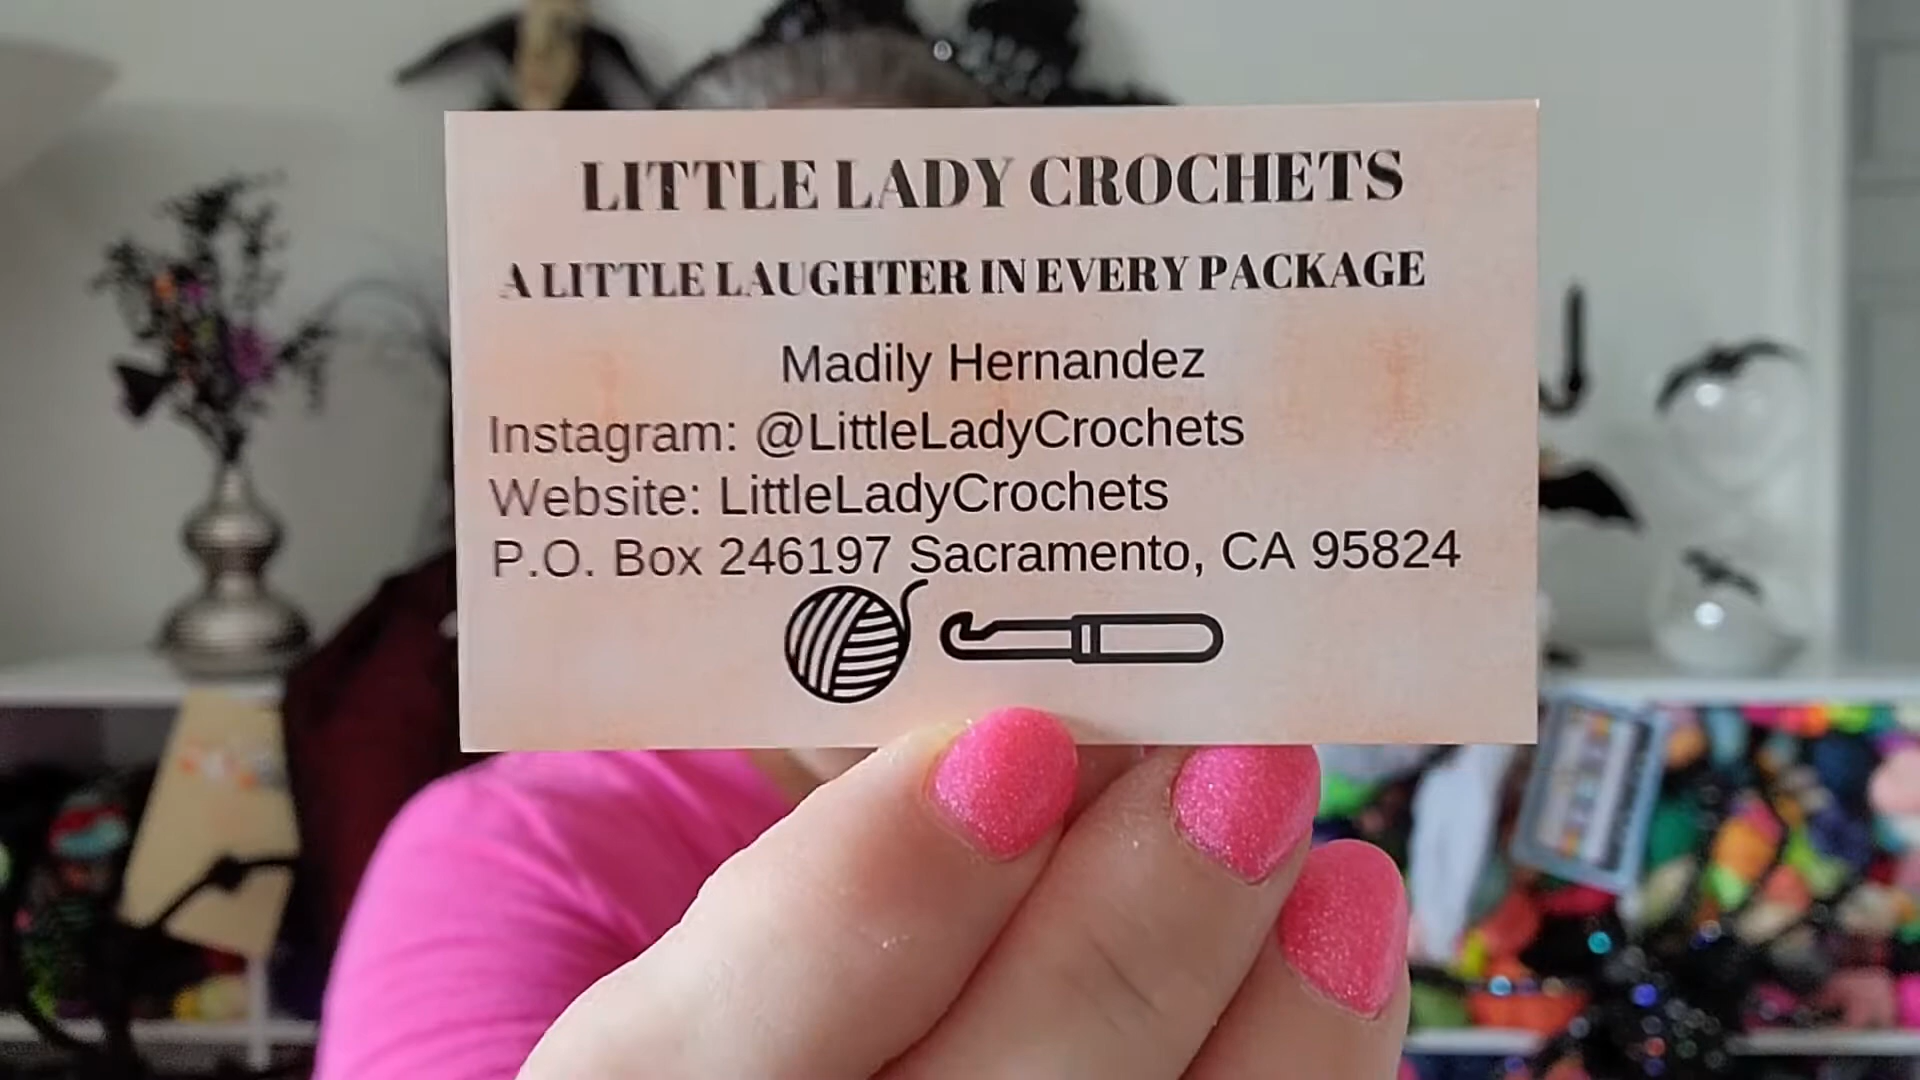 LITTLE LADY CROCHETS
A LITTLE LAUGHTER IN EVERY PACKAGE
Madily Hernandez
Instagram: @LittleLadyCrochets
Website: LittleLadyCrochets
P.O. Box 246197 Sacramento, CA 95824